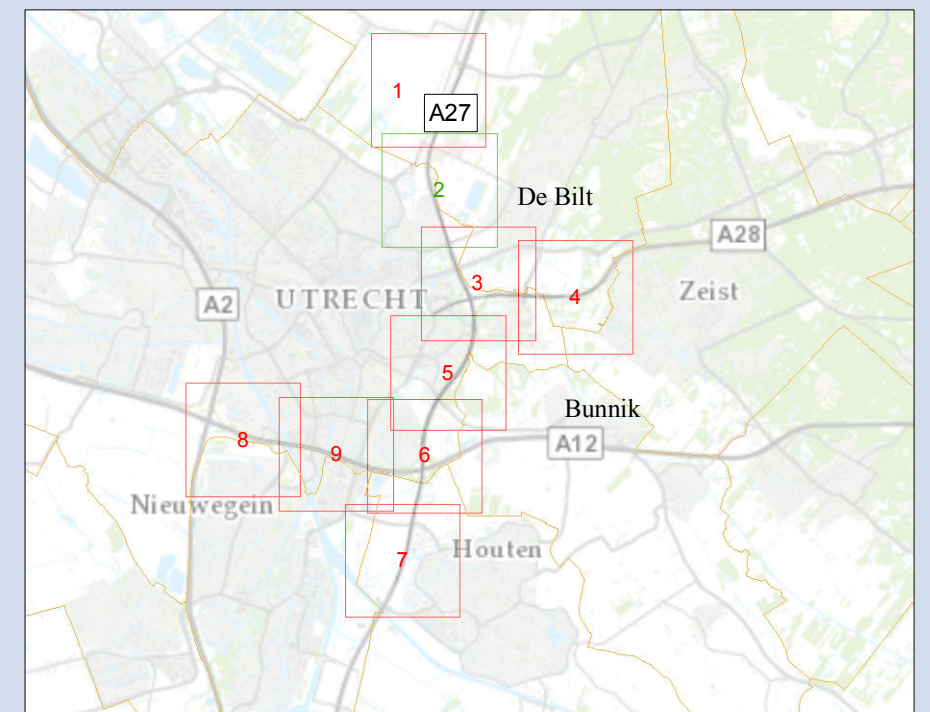 1
A27
2
De Bilt
A28
3
4
Zeist
A2
UTRECHT
5
Bunnik
8
9
6
A12
Nieuwegein
Houten
7